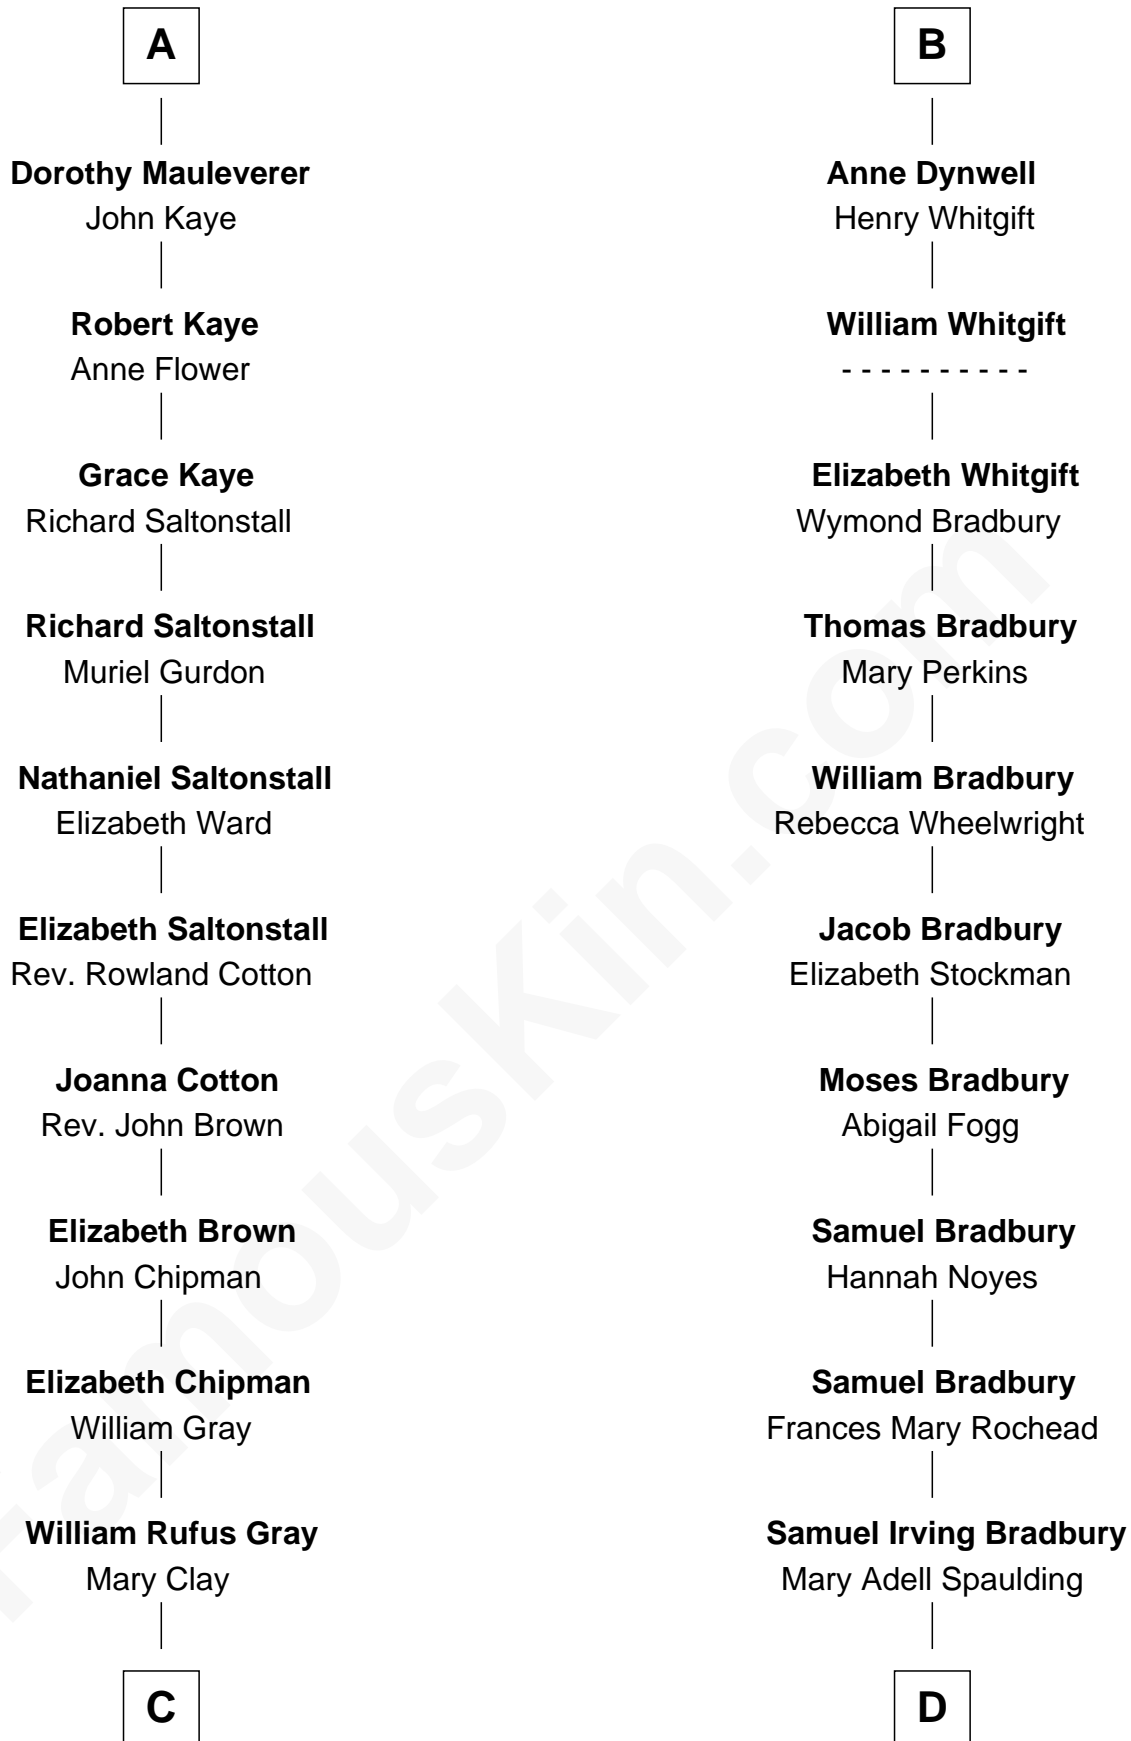 A
Dorothy Mauleverer
John Kaye
Robert Kaye
Anne Flower
Grace Kaye
Richard Saltonstall
Richard Saltonstall
Muriel Gurdon
Nathaniel Saltonstall
Elizabeth Ward
Elizabeth Saltonstall
Rev. Rowland Cotton
Joanna Cotton
Rev. John Brown
Elizabeth Brown
John Chipman
Elizabeth Chipman
William Gray
William Rufus Gray
Mary Clay
C
B
Anne Dynwell
Henry Whitgift
William Whitgift
- - - - - - - - - -
Elizabeth Whitgift
Wymond Bradbury
Thomas Bradbury
Mary Perkins
William Bradbury
Rebecca Wheelwright
Jacob Bradbury
Elizabeth Stockman
Moses Bradbury
Abigail Fogg
Samuel Bradbury
Hannah Noyes
Samuel Bradbury
Frances Mary Rochead
Samuel Irving Bradbury
Mary Adell Spaulding
D
FamousKin.com